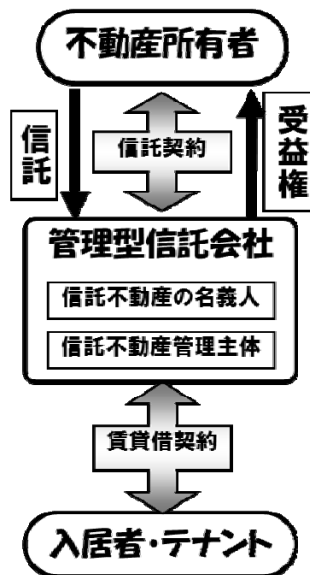 不動産所有者
信託
信託契約
受益権
管理型信託会社
信託不動産の名義人
信託不動産管理主体
賃貸借契約
入居者・テナント